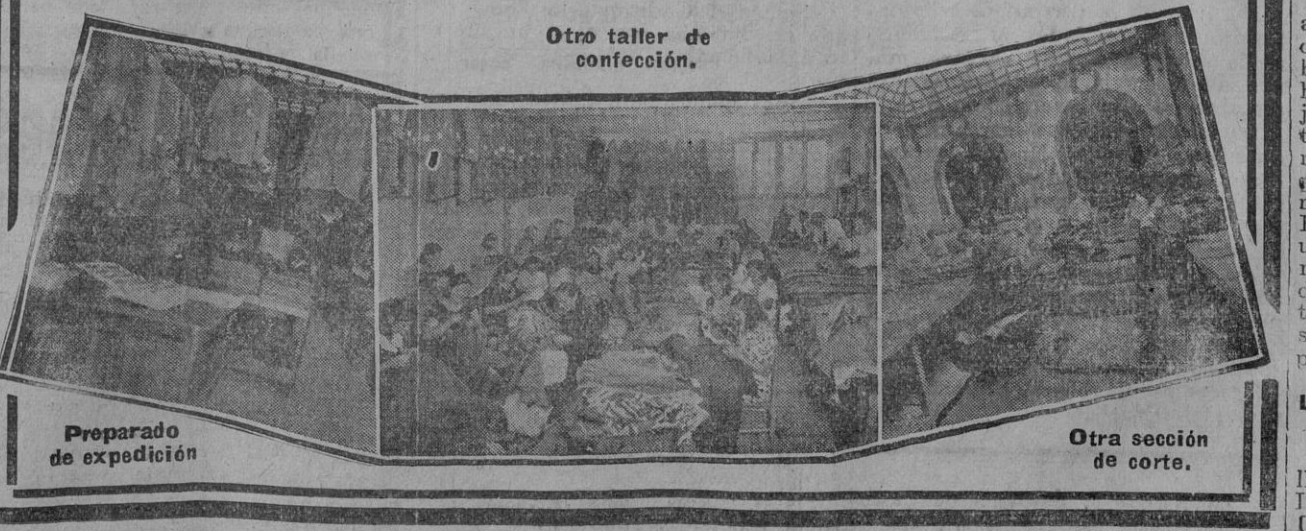 Otro taller de
confección.
Preparado
de expedición
Otra sección
de corte.